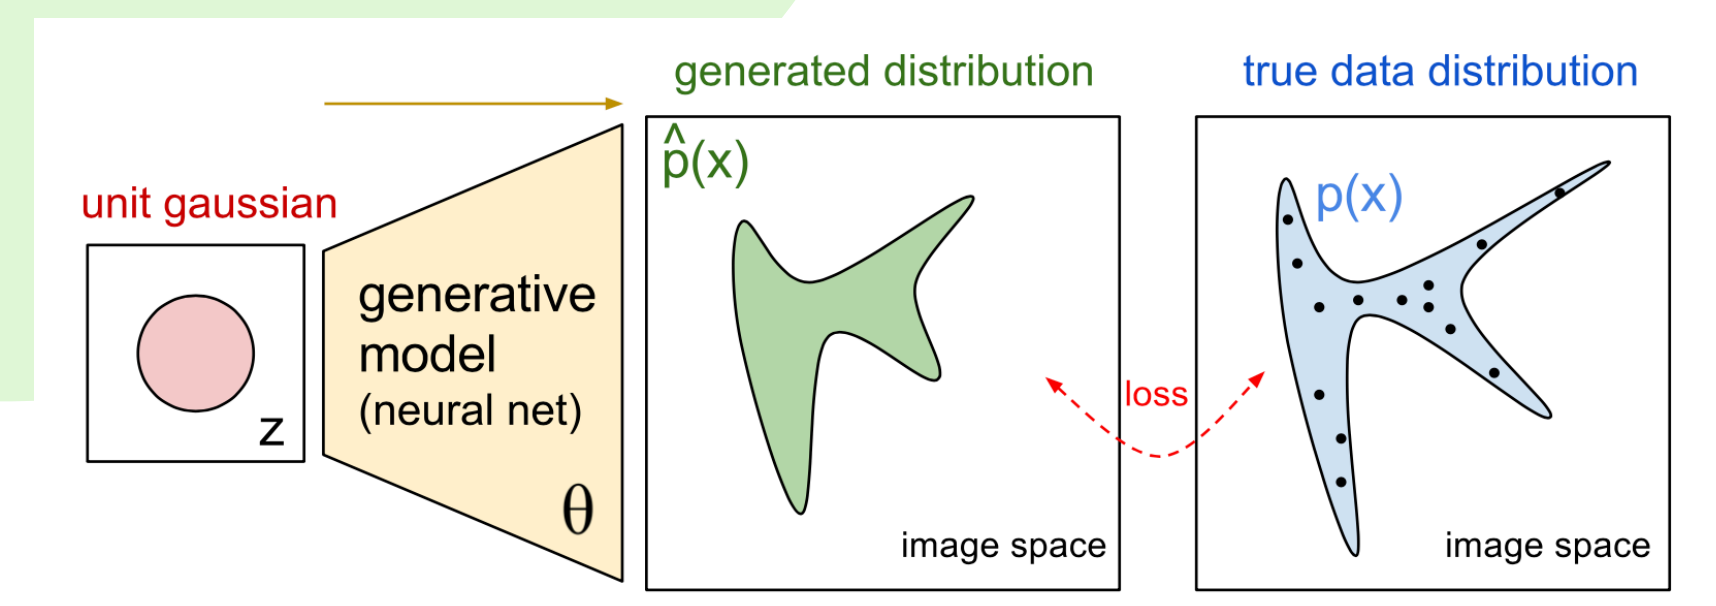 unit gaussian
z
generative
model
(neural net)
θ
generated distribution
p̂(x)
image space
loss
true data distribution
p(x)
image space